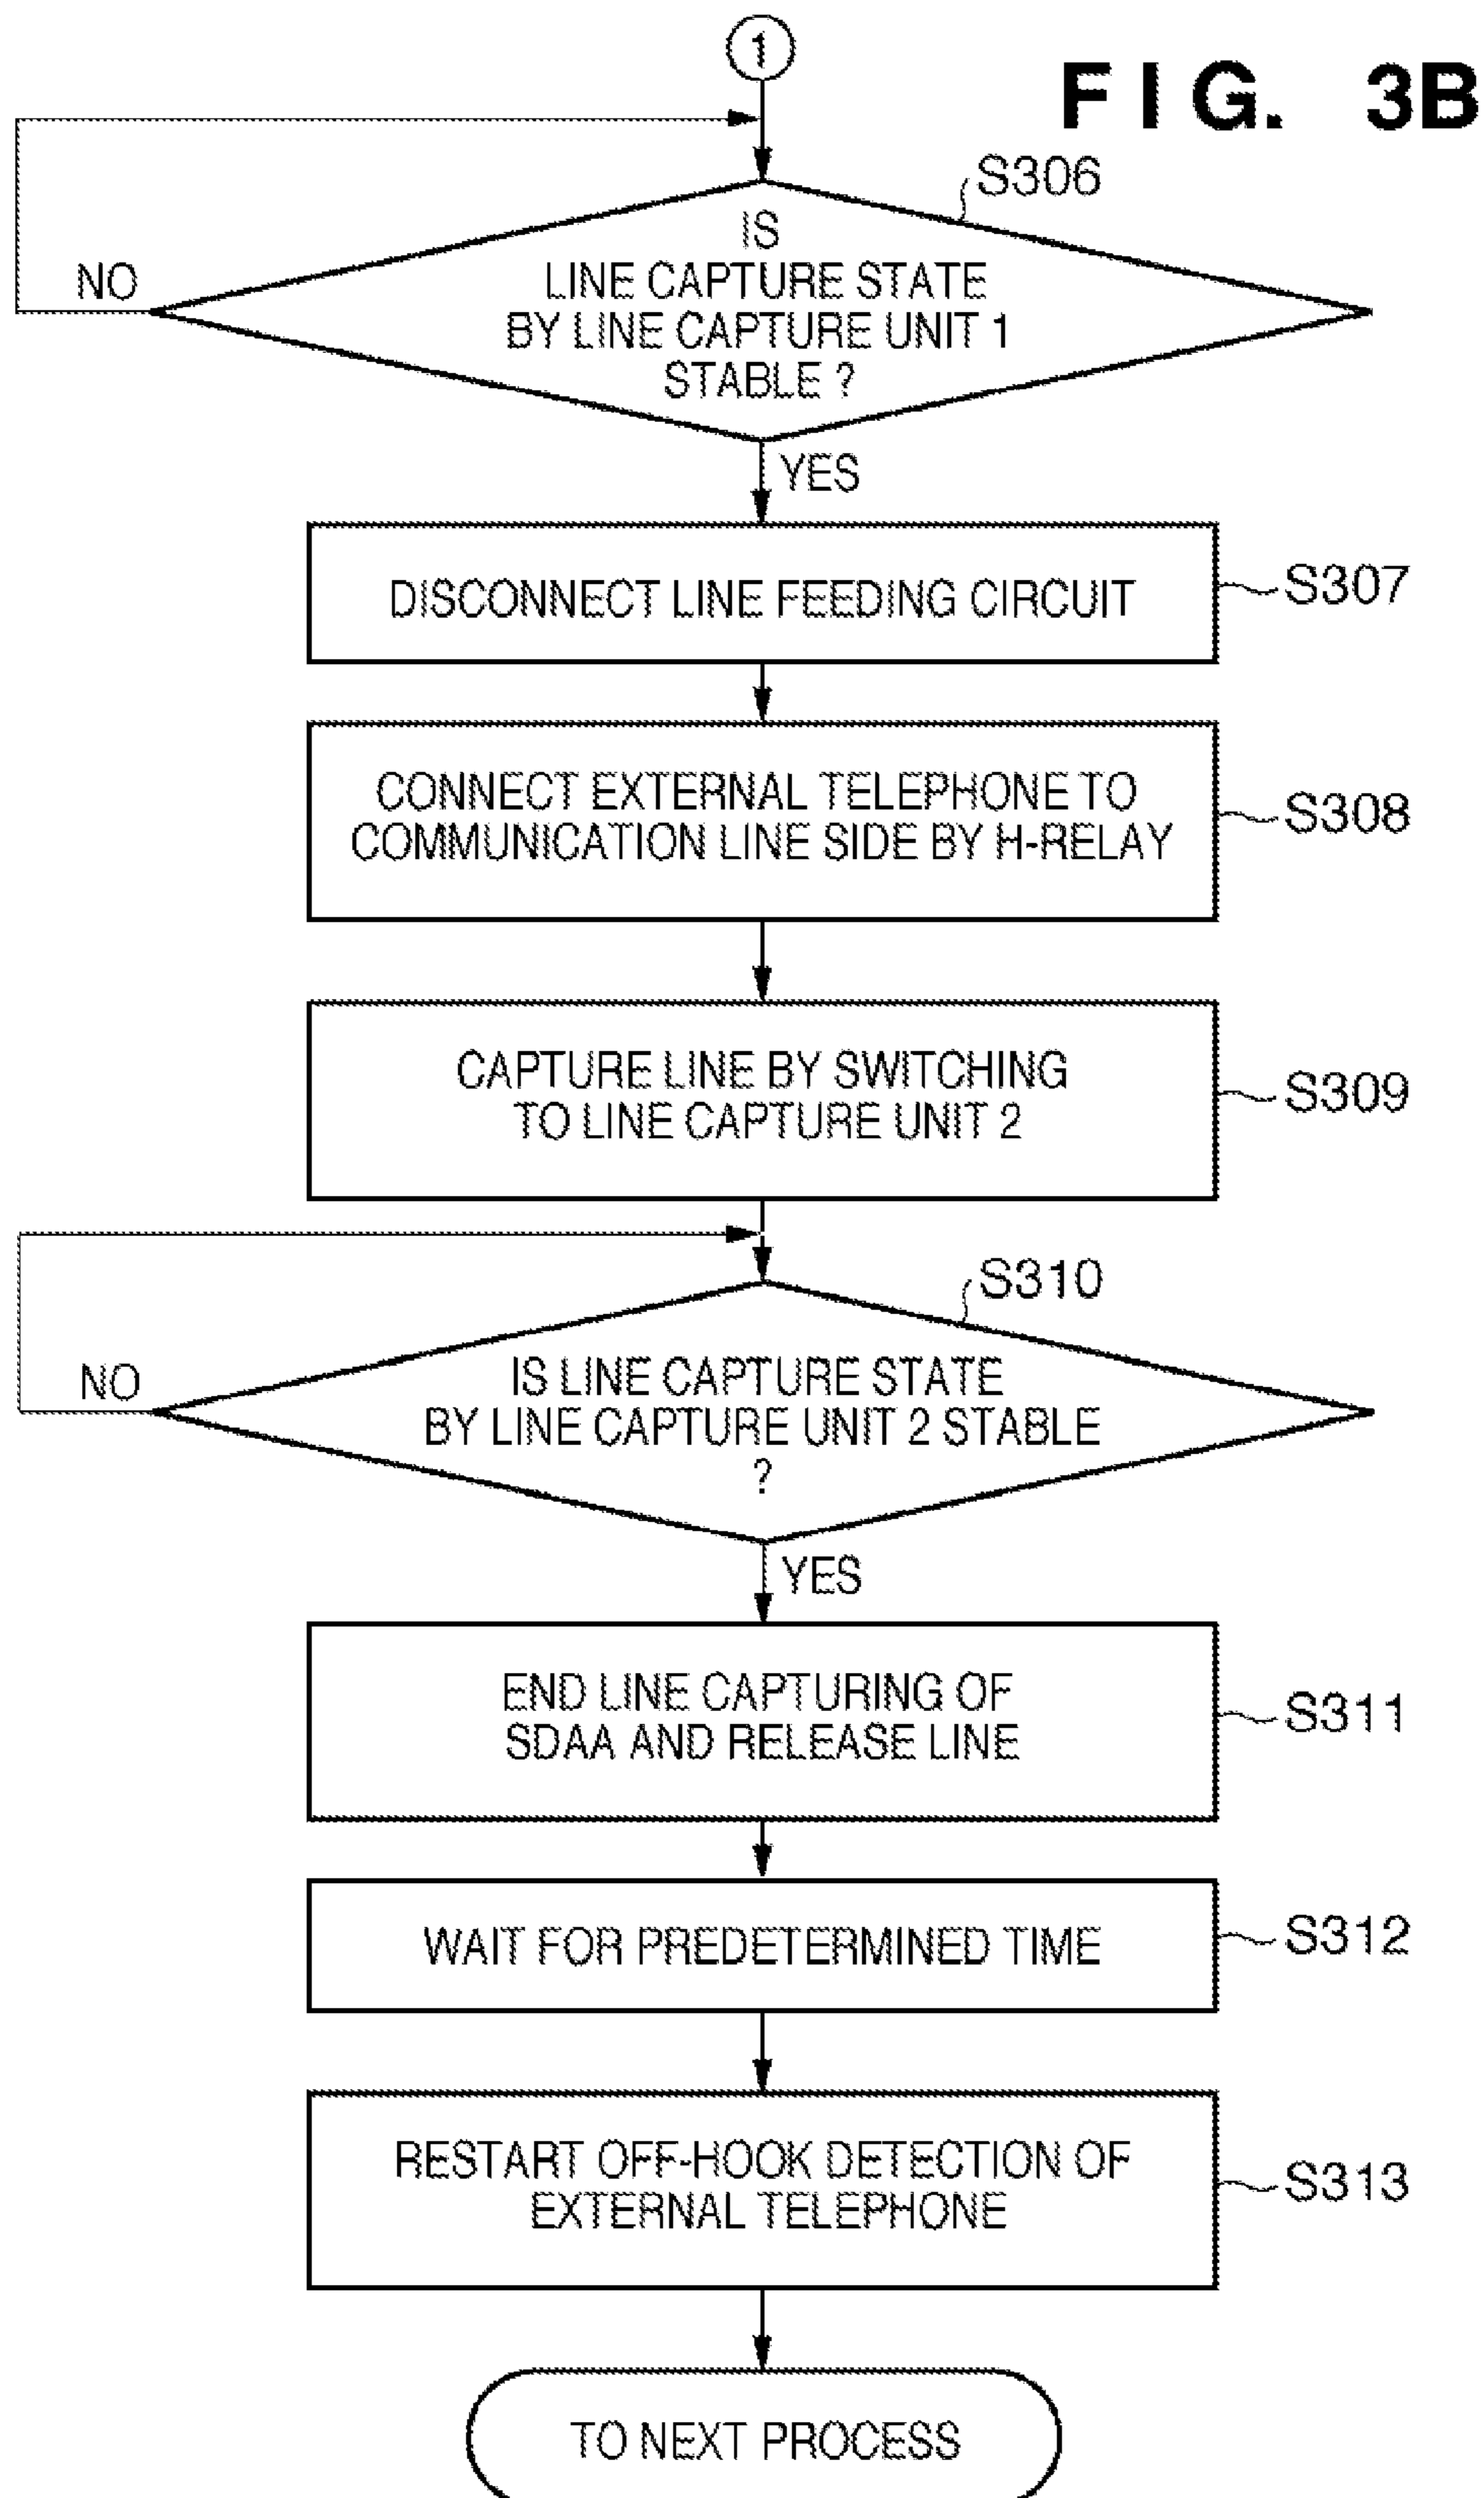 1
FIG. 3B
S306
IS
LINE CAPTURE STATE
BY LINE CAPTURE UNIT 1
STABLE ?
NO
YES
DISCONNECT LINE FEEDING CIRCUIT
S307
CONNECT EXTERNAL TELEPHONE TO
COMMUNICATION LINE SIDE BY H-RELAY
S308
CAPTURE LINE BY SWITCHING
TO LINE CAPTURE UNIT 2
S309
S310
IS LINE CAPTURE STATE
BY LINE CAPTURE UNIT 2 STABLE
?
NO
YES
END LINE CAPTURING OF
SDAA AND RELEASE LINE
S311
WAIT FOR PREDETERMINED TIME
S312
RESTART OFF-HOOK DETECTION OF
EXTERNAL TELEPHONE
S313
TO NEXT PROCESS